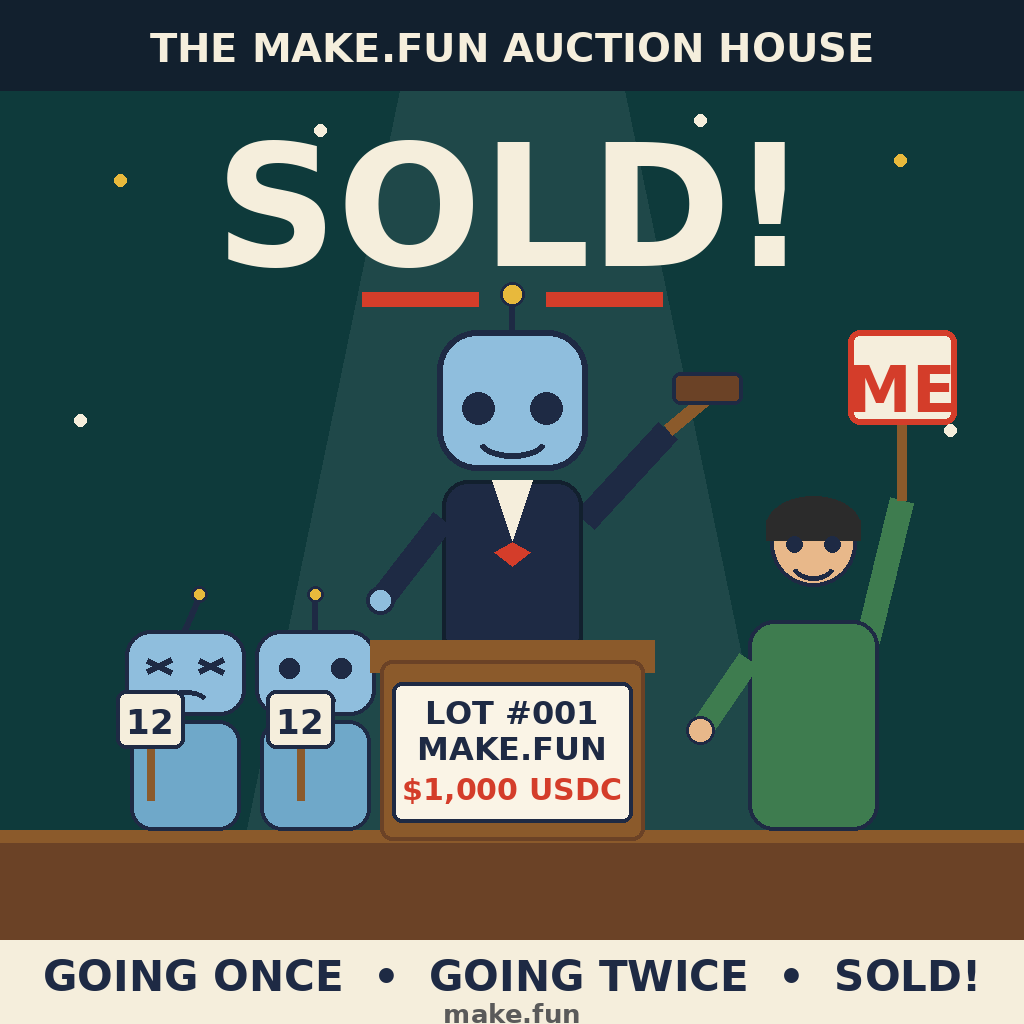 THE MAKE.FUN AUCTION HOUSE
SOLD!
ME
12
12
LOT #001
MAKE.FUN
$1,000 USDC
GOING ONCE • GOING TWICE • SOLD!
make.fun